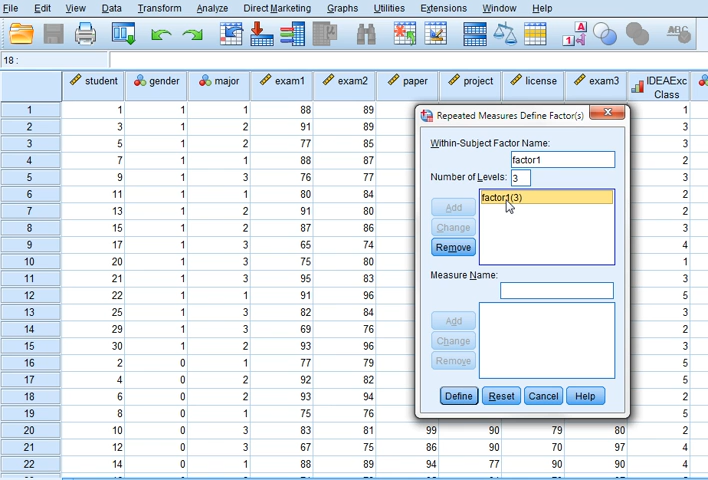 File Edit View Data Transform Analyze Direct Marketing Graphs Utilities Extensions Window Help
A
1
ABC
18 :
student gender major exam1 exam2 paper project license exam3 IDEAExc
Class
Repeated Measures Define Factor(s)
Within-Subject Factor Name:
factor1
Number of Levels: 3
factor1(3)
Add
Change
Remove
Measure Name:
Add
Change
Remove
Define Reset Cancel Help
1 1 1 1 88 89 1
2 3 1 2 91 89 3
3 5 1 2 77 85 3
4 7 1 1 88 87 2
5 9 1 3 76 77 3
6 11 1 1 80 84 2
7 13 1 2 91 80 2
8 15 1 2 87 86 3
9 17 1 3 65 74 4
10 20 1 3 75 80 1
11 21 1 3 95 83 3
12 22 1 1 91 96 5
13 25 1 3 82 84 3
14 29 1 3 69 76 2
15 30 1 2 93 96 3
16 2 0 1 77 79 5
17 4 0 2 92 82 5
18 6 0 2 93 94 2
19 8 0 1 75 76 5
20 10 0 3 83 81 99 90 79 80 2
21 12 0 3 67 75 86 90 70 97 4
22 14 0 1 88 89 94 77 90 90 4